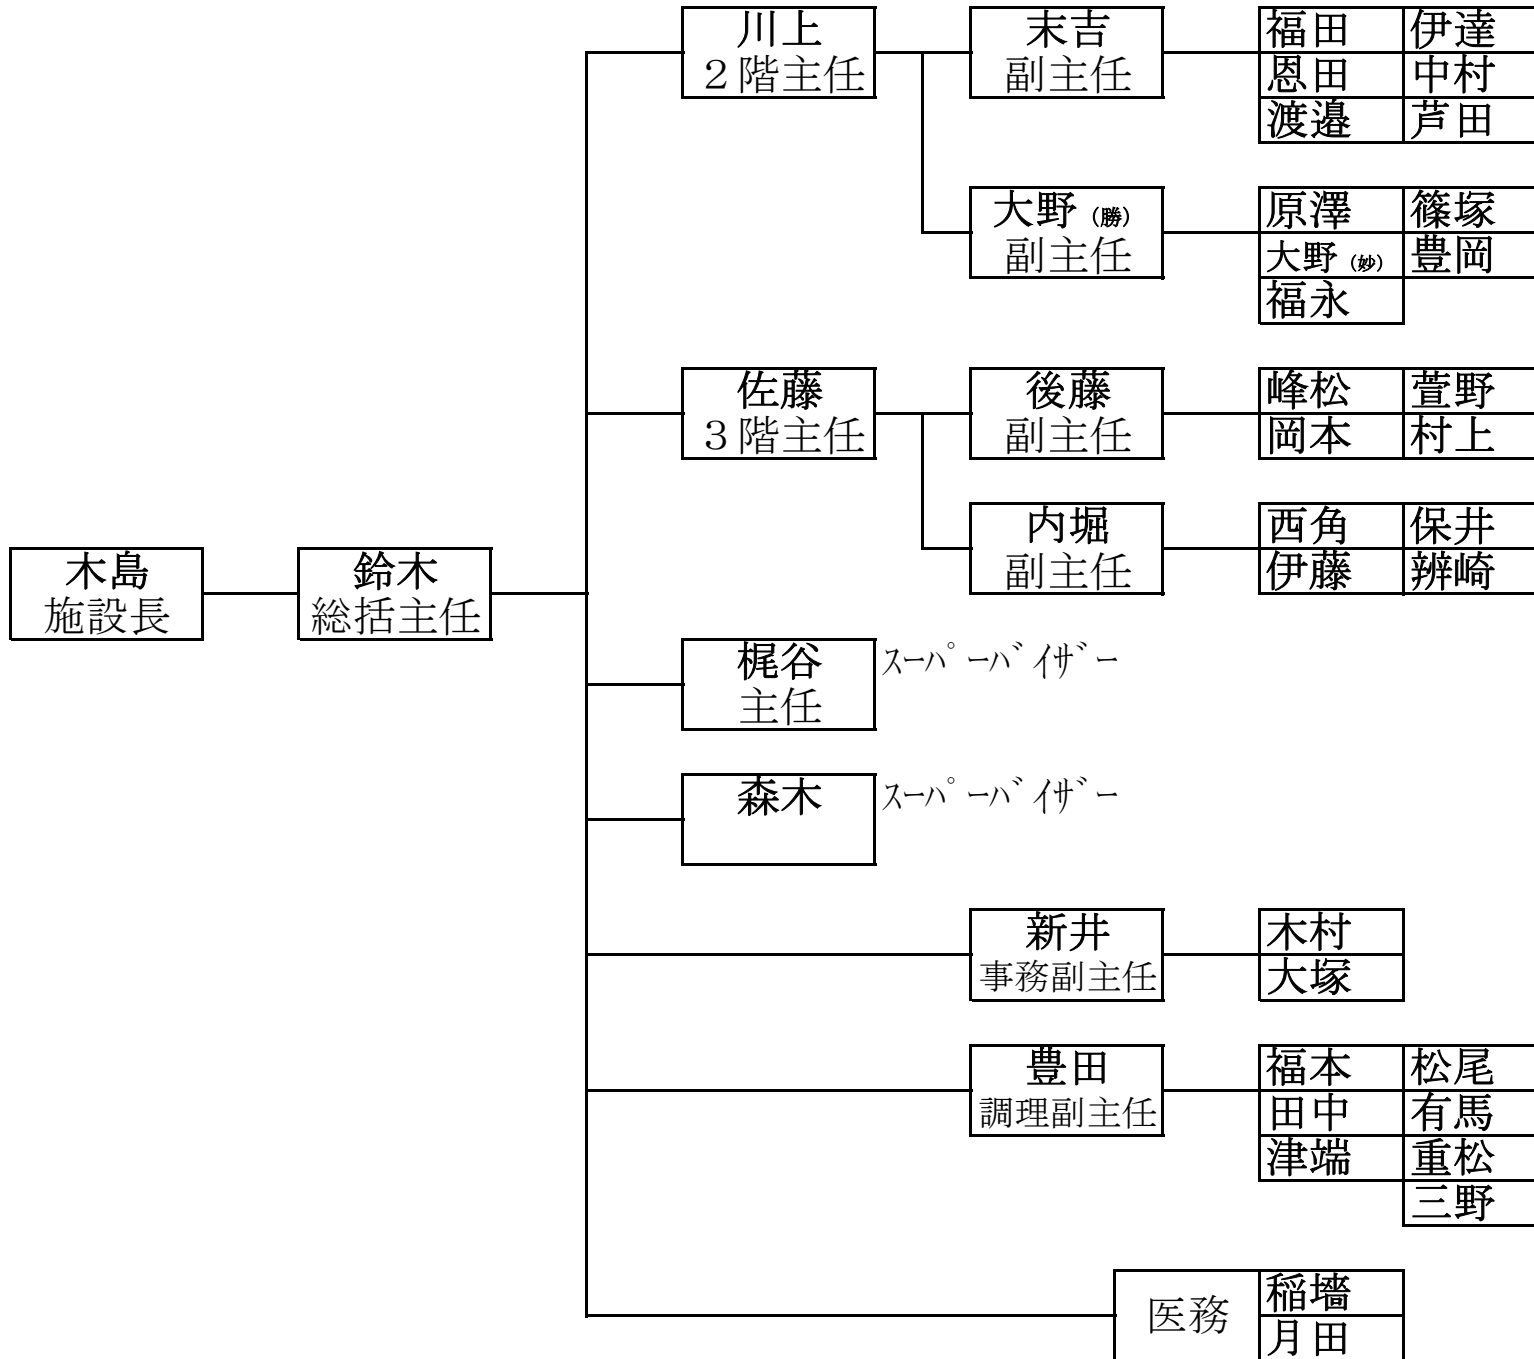 川上
２階主任
末吉
副主任
福田 伊達
恩田 中村
渡邉 芦田
大野（勝）
副主任
原澤 篠塚
大野（妙） 豊岡
福永
佐藤
３階主任
後藤
副主任
峰松 萱野
岡本 村上
内堀
副主任
西角 保井
伊藤 辨崎
木島
施設長
鈴木
総括主任
梶谷
主任
ｽｰﾊﾟｰﾊﾞｲｻﾞｰ
森木
ｽｰﾊﾟｰﾊﾞｲｻﾞｰ
新井
事務副主任
木村
大塚
豊田
調理副主任
福本 松尾
田中 有馬
津端 重松
三野
医務
稲墻
月田